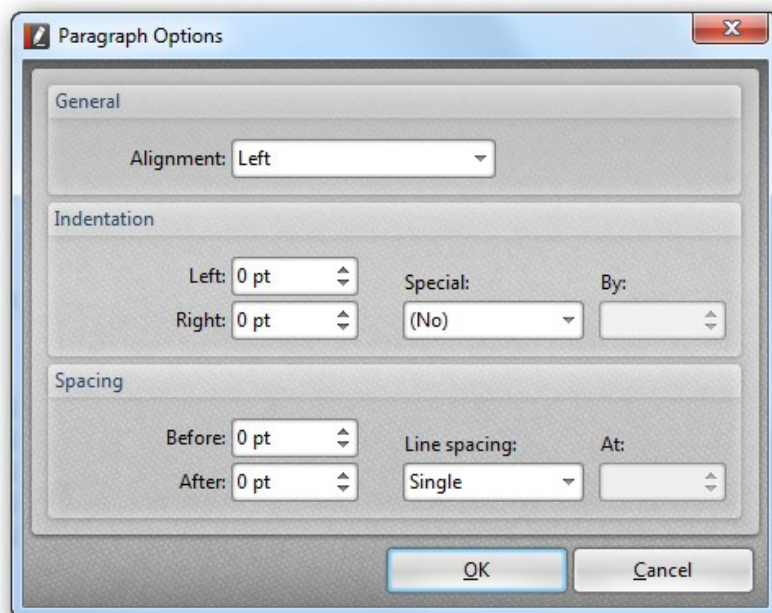 Paragraph Options
General
Alignment: Left
Indentation
Left: 0 pt
Special: By:
Right: 0 pt (No)
Spacing
Before: 0 pt
Line spacing: At:
After: 0 pt Single
OK Cancel